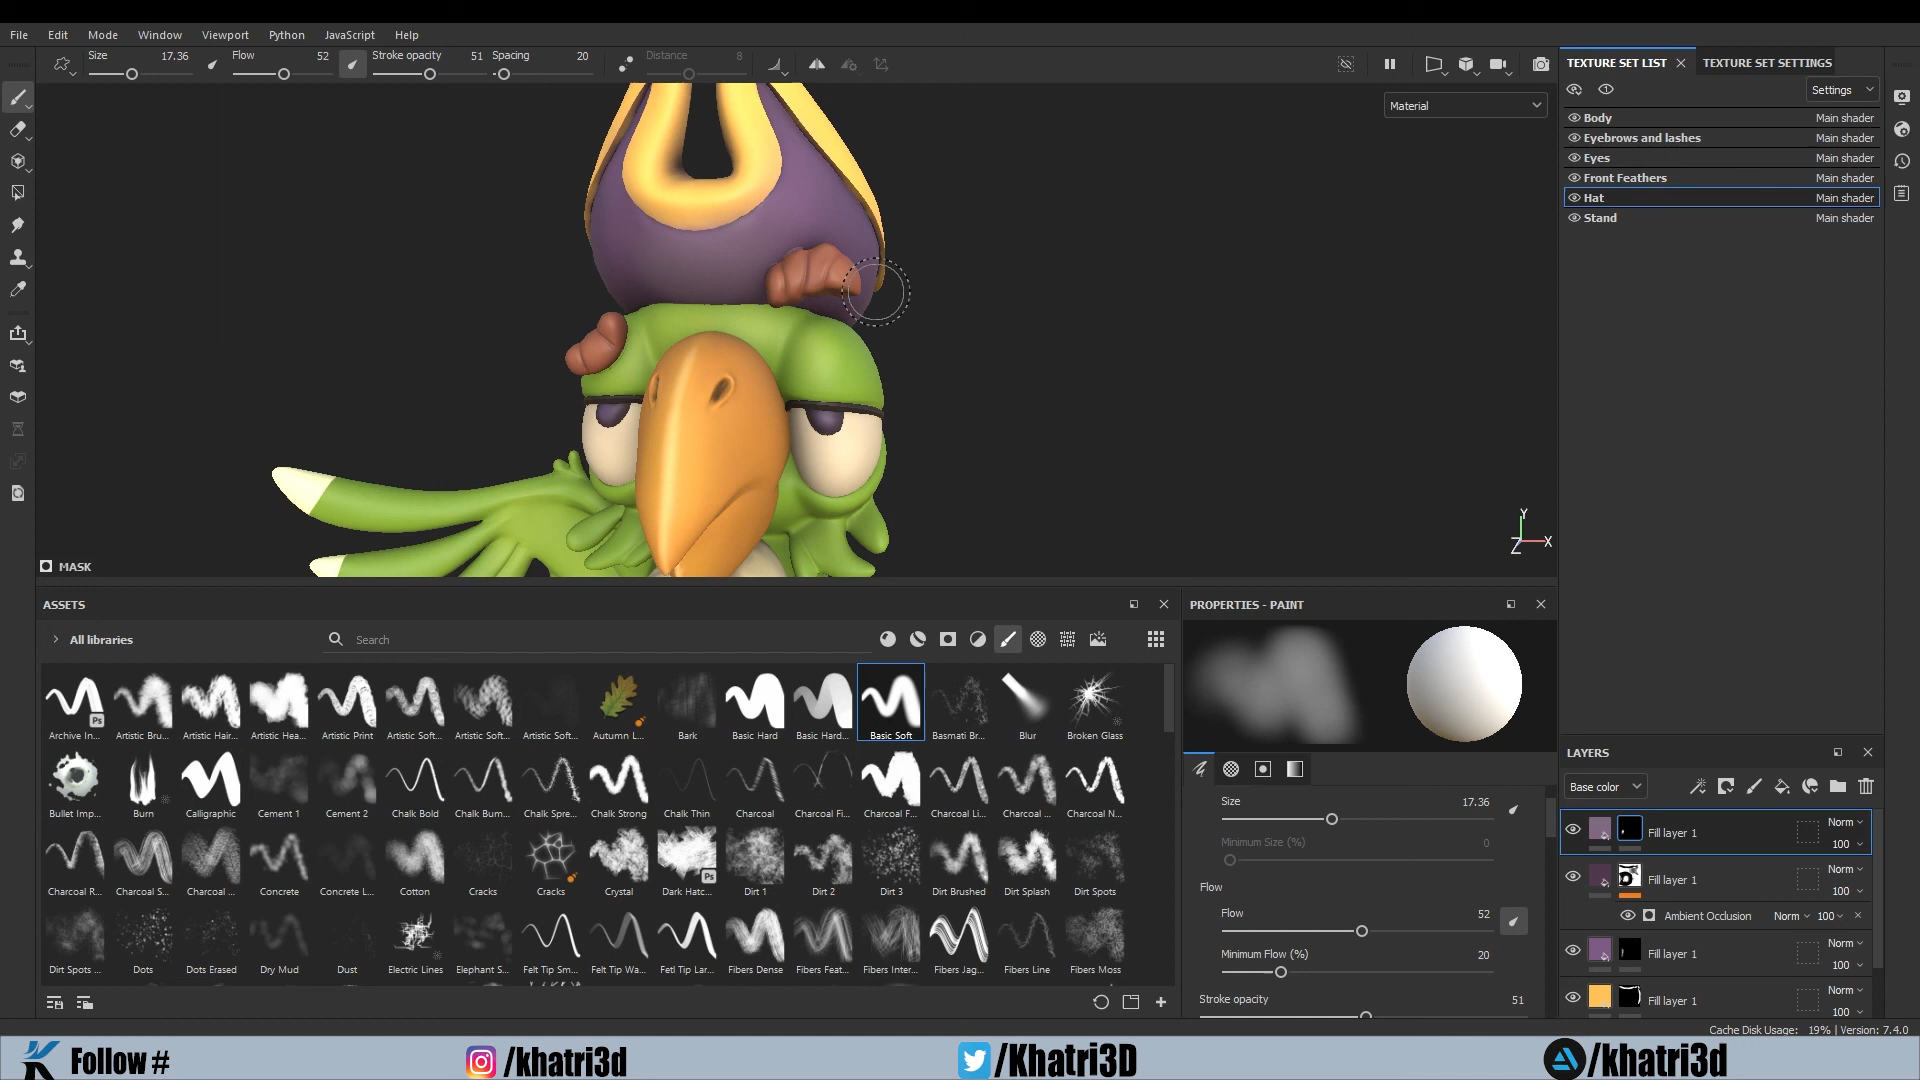 File Edit Mode Window Viewport Python JavaScript Help
Size 17.36 Flow 52 Stroke opacity 51 Spacing 20 Distance 8
Material
Y
Z X
MASK
TEXTURE SET LIST TEXTURE SET SETTINGS
Settings
Body Main shader
Eyebrows and lashes Main shader
Eyes Main shader
Front Feathers Main shader
Hat Main shader
Stand Main shader
ASSETS
All libraries Search
Archive In... Artistic Bru... Artistic Hair... Artistic Hea... Artistic Print Artistic Soft... Artistic Soft... Artistic Soft... Autumn L... Bark Basic Hard Basic Hard... Basic Soft Basmati Br... Blur Broken Glass
Bullet Imp... Burn Calligraphic Cement 1 Cement 2 Chalk Bold Chalk Bum... Chalk Spre... Chalk Strong Chalk Thin Charcoal Charcoal Fi... Charcoal F... Charcoal Li... Charcoal ... Charcoal N...
Charcoal R... Charcoal S... Charcoal ... Concrete Concrete L... Cotton Cracks Cracks Crystal Dark Hatc... Dirt 1 Dirt 2 Dirt 3 Dirt Brushed Dirt Splash Dirt Spots
Dirt Spots ... Dots Dots Erased Dry Mud Dust Electric Lines Elephant S... Felt Tip Sm... Felt Tip Wa... Fetl Tip Lar... Fibers Dense Fibers Feat... Fibers Inter... Fibers Jag... Fibers Line Fibers Moss
Ps
Ps
PROPERTIES - PAINT
Size 17.36
Minimum Size (%) 0
Flow
Flow 52
Minimum Flow (%) 20
Stroke opacity 51
LAYERS
Base color
Fill layer 1 Norm 100
Fill layer 1 Norm 100
Ambient Occlusion Norm 100
Fill layer 1 Norm 100
Fill layer 1 Norm 100
Cache Disk Usage: 19% | Version: 7.4.0
Follow # /khatri3d /Khatri3D /khatri3d